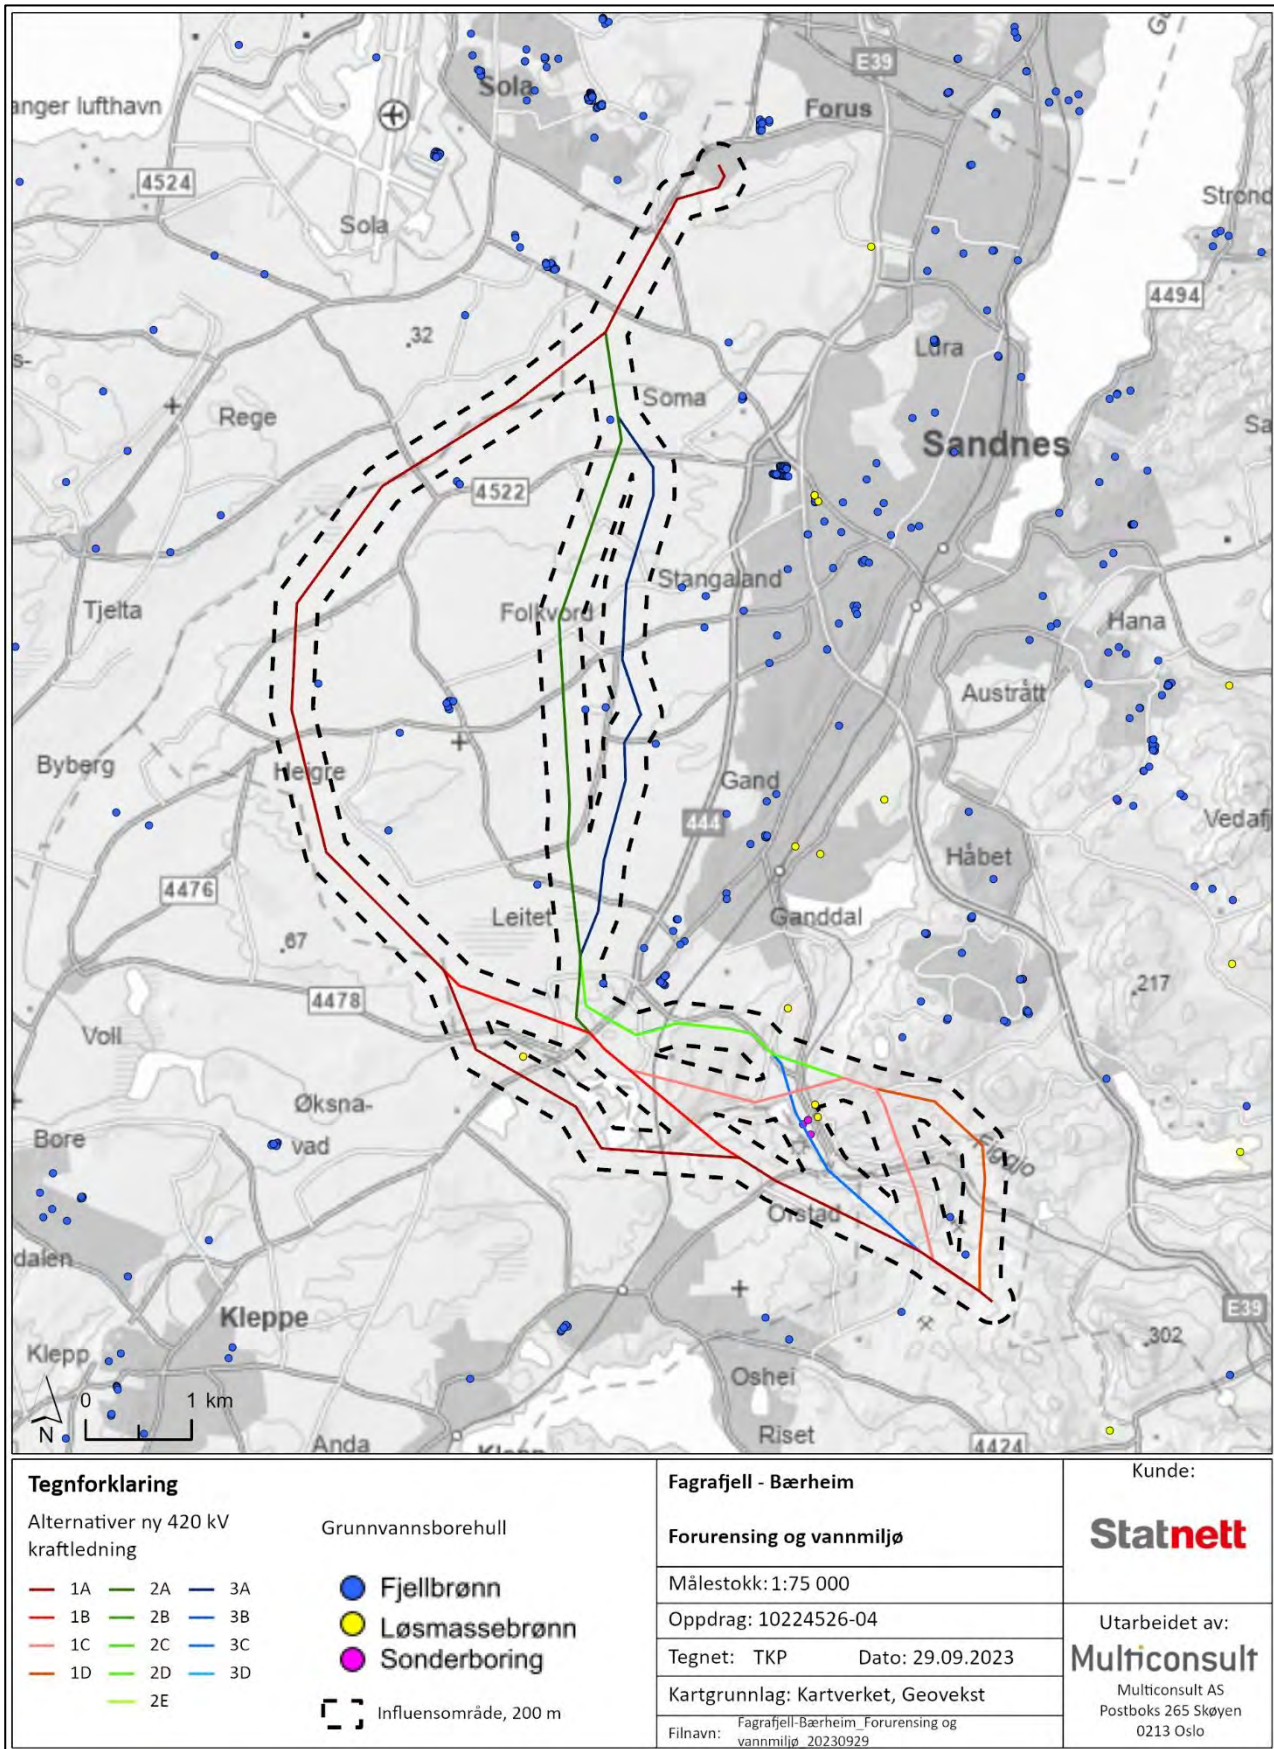 E39
Sola
Forus
anger lufthavn
4524
Sola
Strond
4494
32
Lura
Soma
Rege
Sandnes
4522
Stangaland
Tjelta
Folkvord
Hana
Austrått
Byberg
Heigre
Gand
444
Vedafj
Håbet
4476
Leitet
Ganddal
67
217
4478
Voll
Øksna-
vad
Bore
Figgjo
Orstad
dalen
Kleppe
E39
302
Klepp
Oshei
0
1 km
N
Anda
Klepp
Riset
4424
Tegnforklaring
Alternativer ny 420 kV
kraftledning
1A 2A 3A
1B 2B 3B
1C 2C 3C
1D 2D 3D
2E
Grunnvannsborehull
Fjellbrønn
Løsmassebrønn
Sonderboring
Influensområde, 200 m
Fagrafjell - Bærheim
Forurensing og vannmiljø
Målestokk: 1:75 000
Oppdrag: 10224526-04
Tegnet: TKP Dato: 29.09.2023
Kartgrunnlag: Kartverket, Geovekst
Filnavn: Fagrafjell-Bærheim_Forurensing og
vannmiljø_20230929
Kunde:
Statnett
Utarbeidet av:
Multiconsult
Multiconsult AS
Postboks 265 Skøyen
0213 Oslo